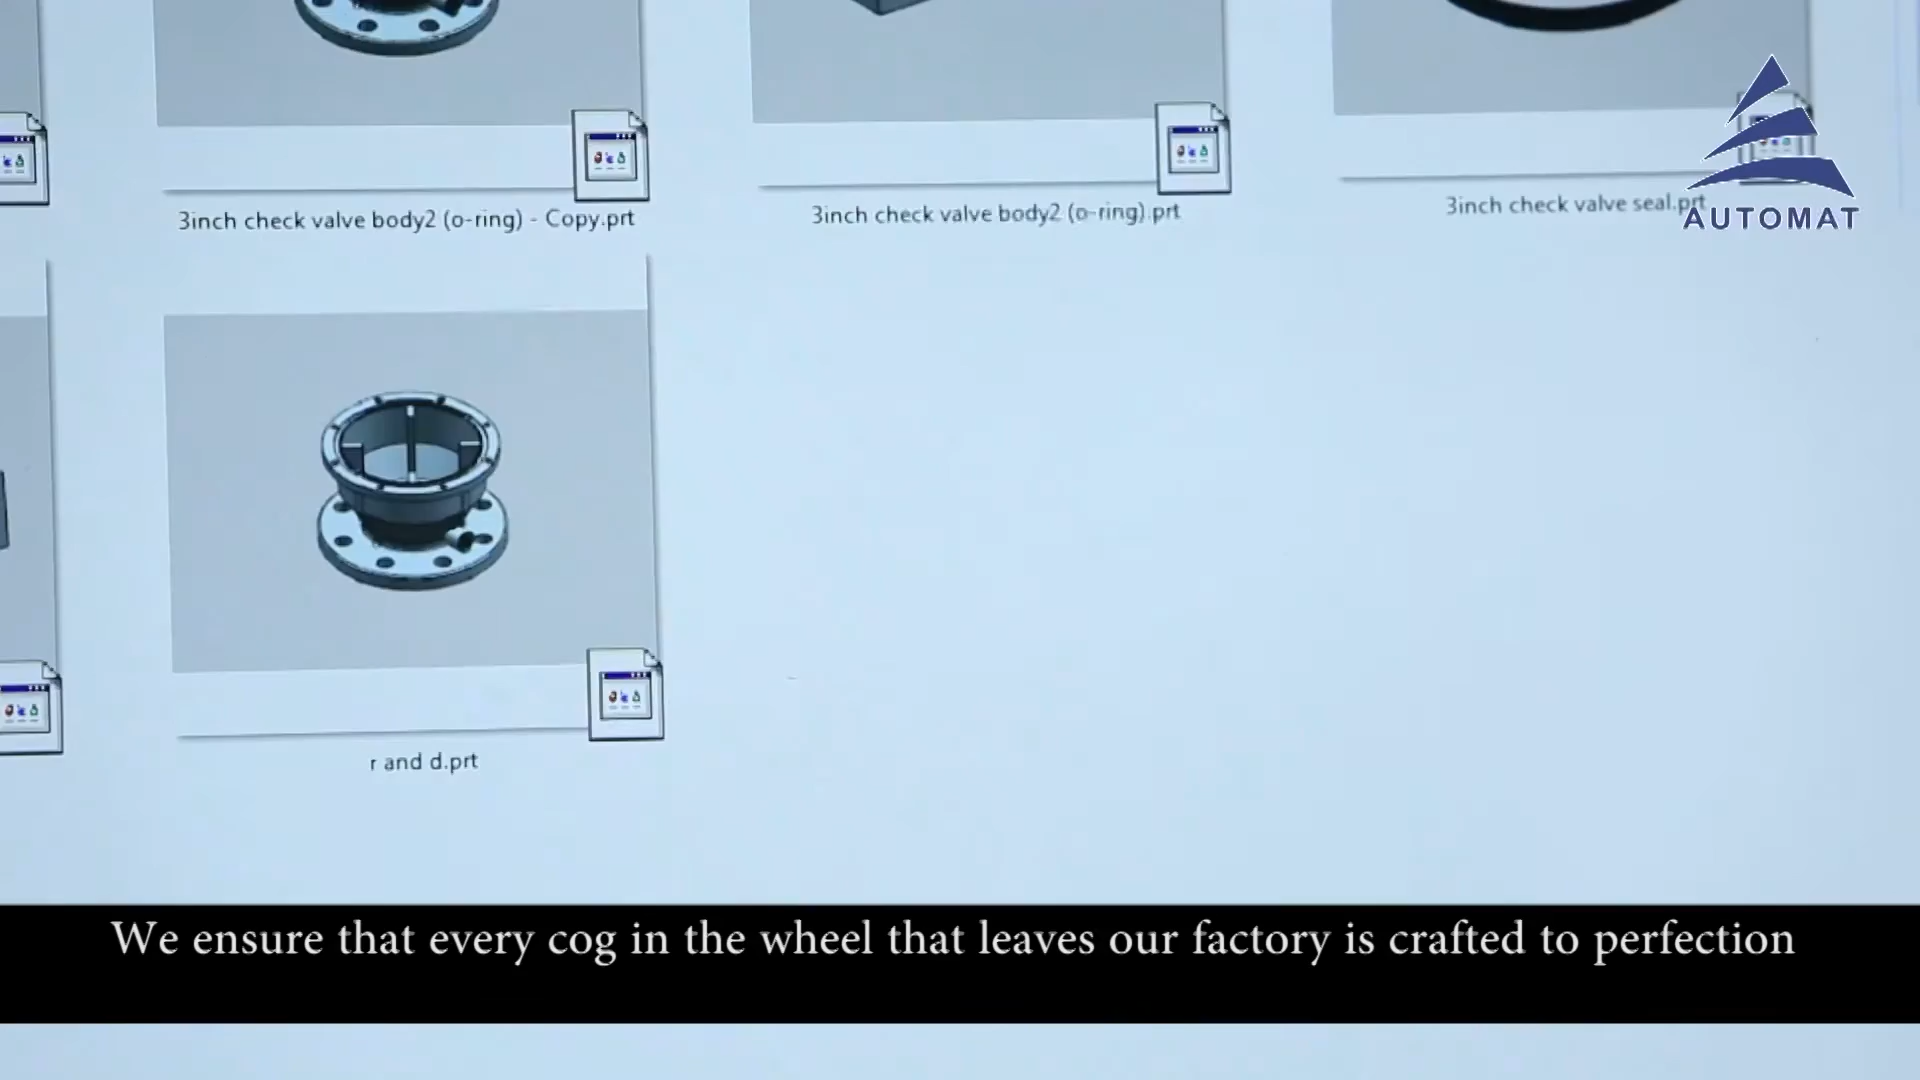 3inch check valve body2 (o-ring) - Copy.prt
3inch check valve body2 (o-ring).prt
3inch check valve seal.prt
AUTOMAT
r and d.prt
We ensure that every cog in the wheel that leaves our factory is crafted to perfection